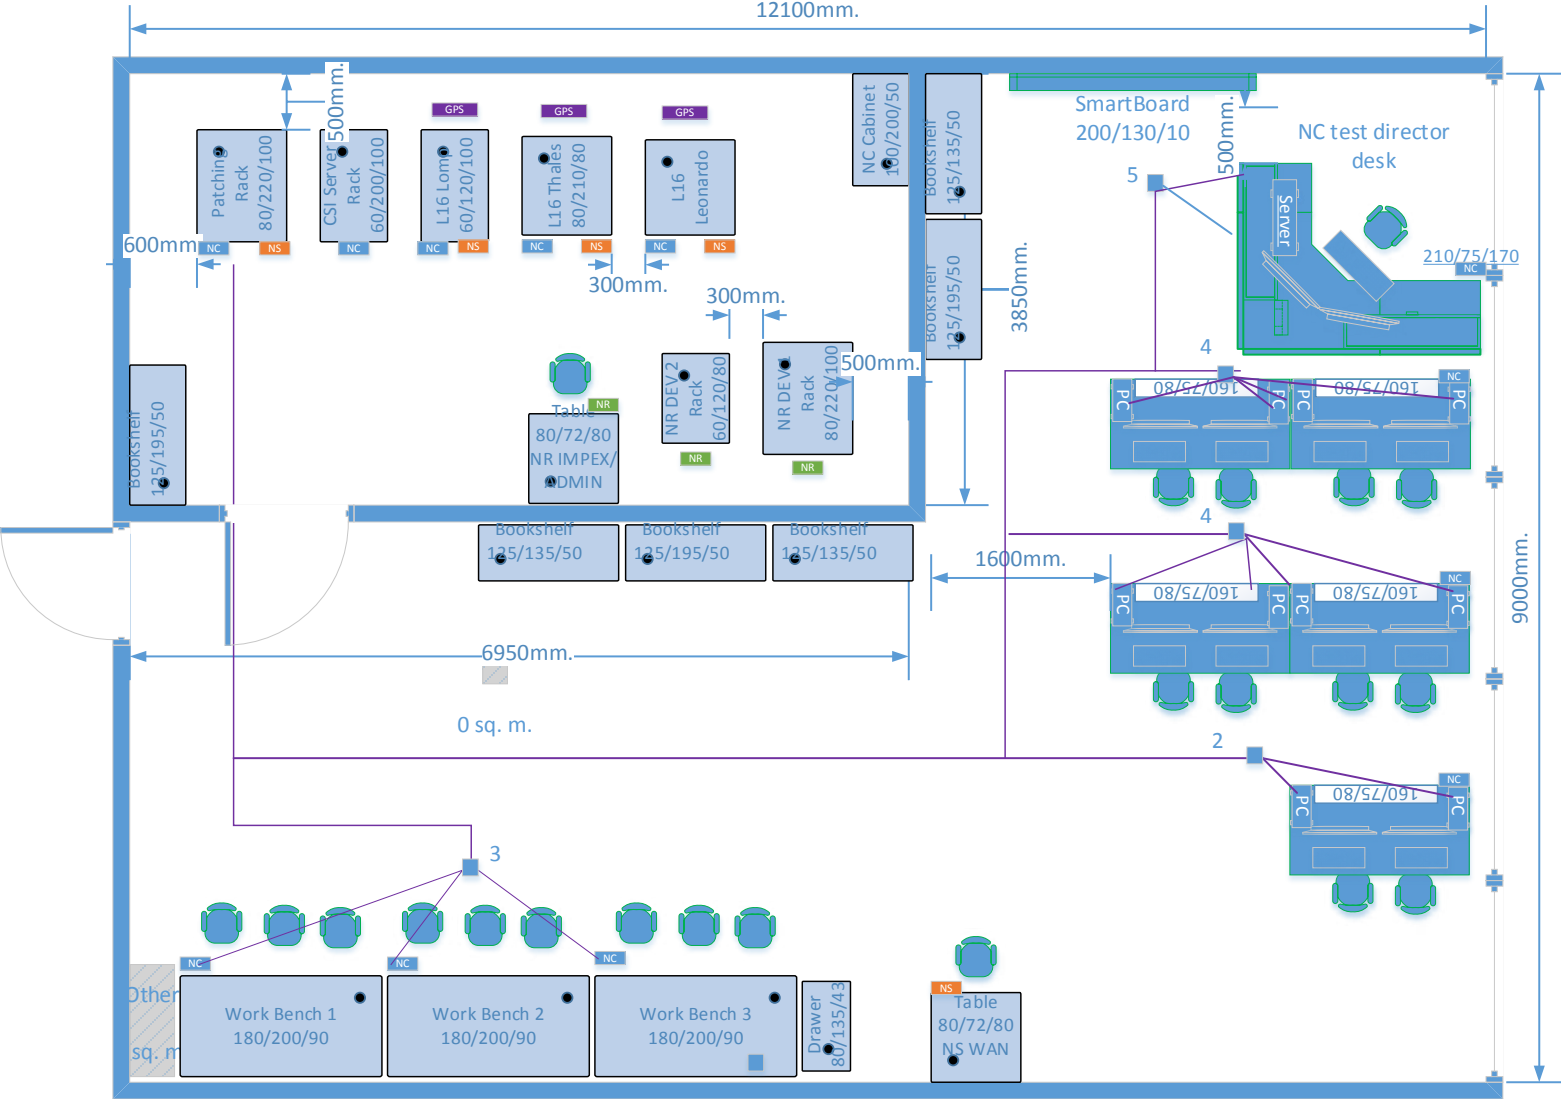 12100mm.
500mm.
GPS
GPS
GPS
Patching
Rack
80/220/100
CSI Server
Rack
60/200/100
L16 Lomp
60/120/100
L16 Thales
80/210/80
L16
Leonardo
NC Cabinet
100/200/50
Bookshelf
125/135/50
SmartBoard
200/130/10
500mm.
NC test director
desk
5
Server
210/75/170
NC
600mm.
NC
NS
NC
NC
NS
NC
NS
NC
NS
300mm.
300mm.
Bookshelf
125/195/50
3850mm.
500mm.
Bookshelf
125/195/50
Table
NR
80/72/80
NR IMPEX/
ADMIN
NR DEV 2
Rack
60/120/80
NR
NR DEV 1
Rack
80/220/100
NR
4
NC
PC
160/75/80
PC
PC
160/75/80
PC
Bookshelf
125/135/50
Bookshelf
125/195/50
Bookshelf
125/135/50
4
1600mm.
NC
PC
160/75/80
PC
PC
160/75/80
PC
9000mm.
6950mm.
0 sq. m.
2
NC
PC
160/75/80
PC
3
NC
NC
NC
Other
sq. m
Work Bench 1
180/200/90
Work Bench 2
180/200/90
Work Bench 3
180/200/90
Drawer
80/135/43
NS
Table
80/72/80
NS WAN